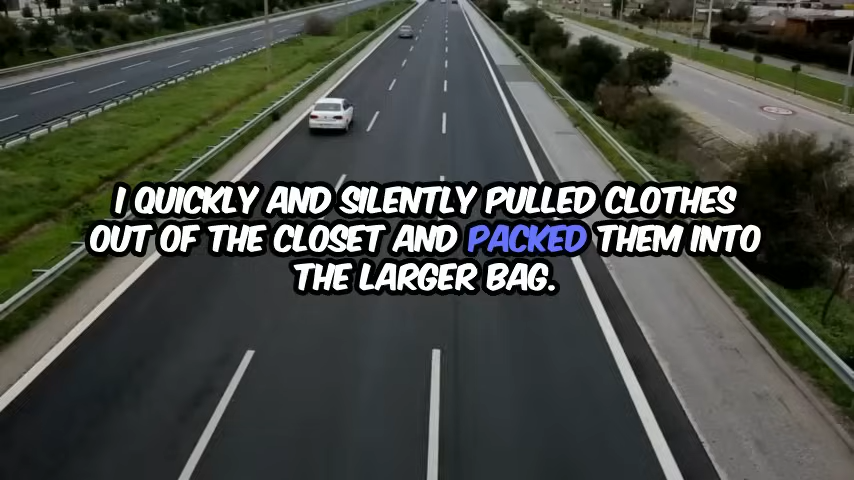 I QUICKLY AND SILENTLY PULLED CLOTHES
OUT OF THE CLOSET AND PACKED THEM INTO
THE LARGER BAG.